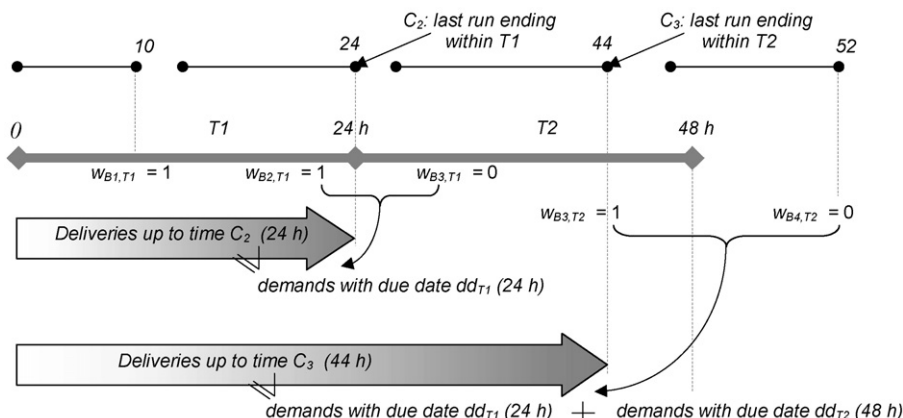 C2: last run ending
within T1
C3: last run ending
within T2
10
24
44
52
0
T1
24 h
T2
48 h
wB1,T1 = 1
wB2,T1 = 1
wB3,T1 = 0
wB3,T2 = 1
wB4,T2 = 0
Deliveries up to time C2 (24 h)
demands with due date ddT1 (24 h)
Deliveries up to time C3 (44 h)
demands with due date ddT1 (24 h) + demands with due date ddT2 (48 h)